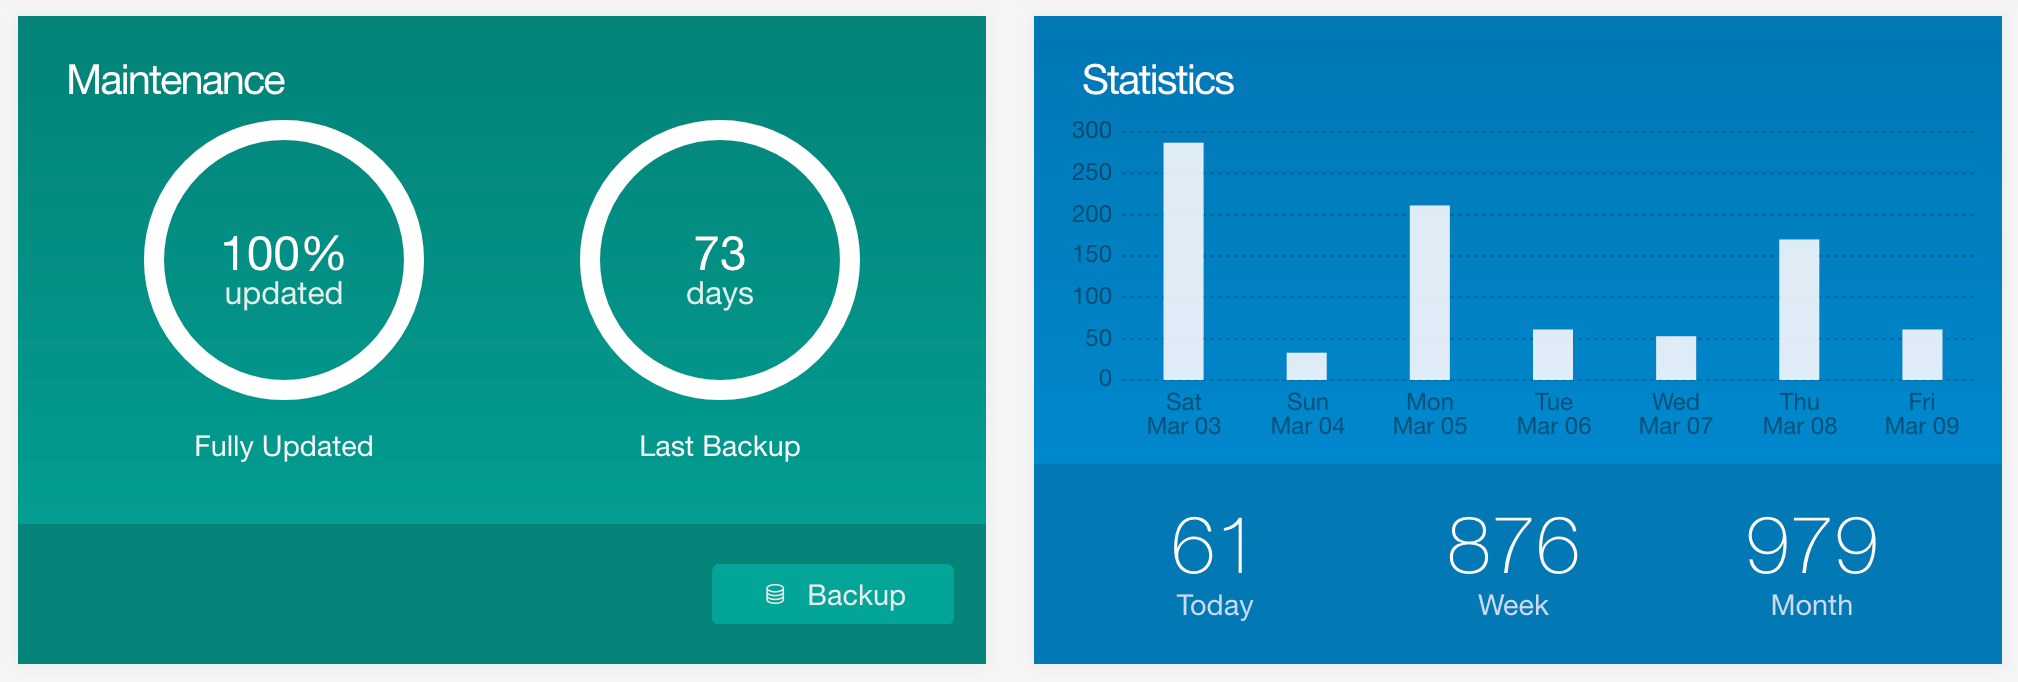 Maintenance
100%
updated
Fully Updated
73
days
Last Backup
Backup
Statistics
300
250
200
150
100
50
0
Sat
Mar 03
Sun
Mar 04
Mon
Mar 05
Tue
Mar 06
Wed
Mar 07
Thu
Mar 08
Fri
Mar 09
61
Today
876
Week
979
Month